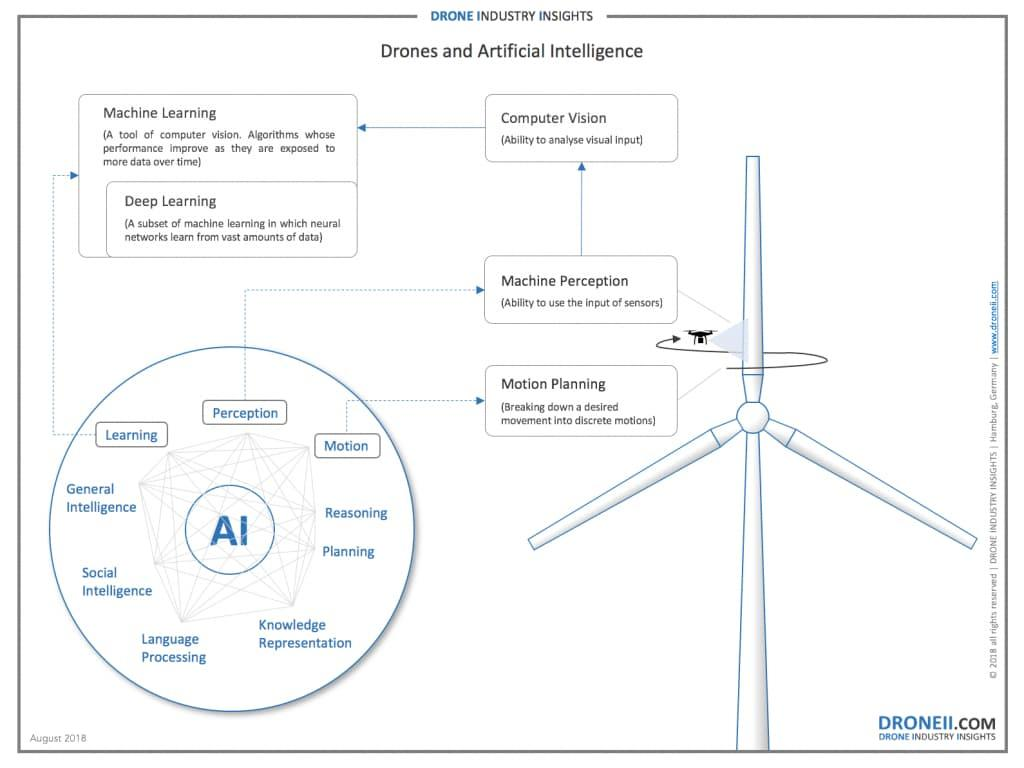 DRONE INDUSTRY INSIGHTS
Drones and Artificial Intelligence
Machine Learning
(A tool of computer vision. Algorithms whose
performance improve as they are exposed to
more data over time)
Deep Learning
(A subset of machine learning in which neural
networks learn from vast amounts of data)
Computer Vision
(Ability to analyse visual input)
Machine Perception
(Ability to use the input of sensors)
Motion Planning
(Breaking down a desired
movement into discrete motions)
Perception
Learning
Motion
General
Intelligence
AI
Reasoning
Planning
Social
Intelligence
Knowledge
Representation
Language
Processing
© 2018 all rights reserved | DRONE INDUSTRY INSIGHTS | Hamburg, Germany | www.droneii.com
August 2018
DRONEII.COM
DRONE INDUSTRY INSIGHTS